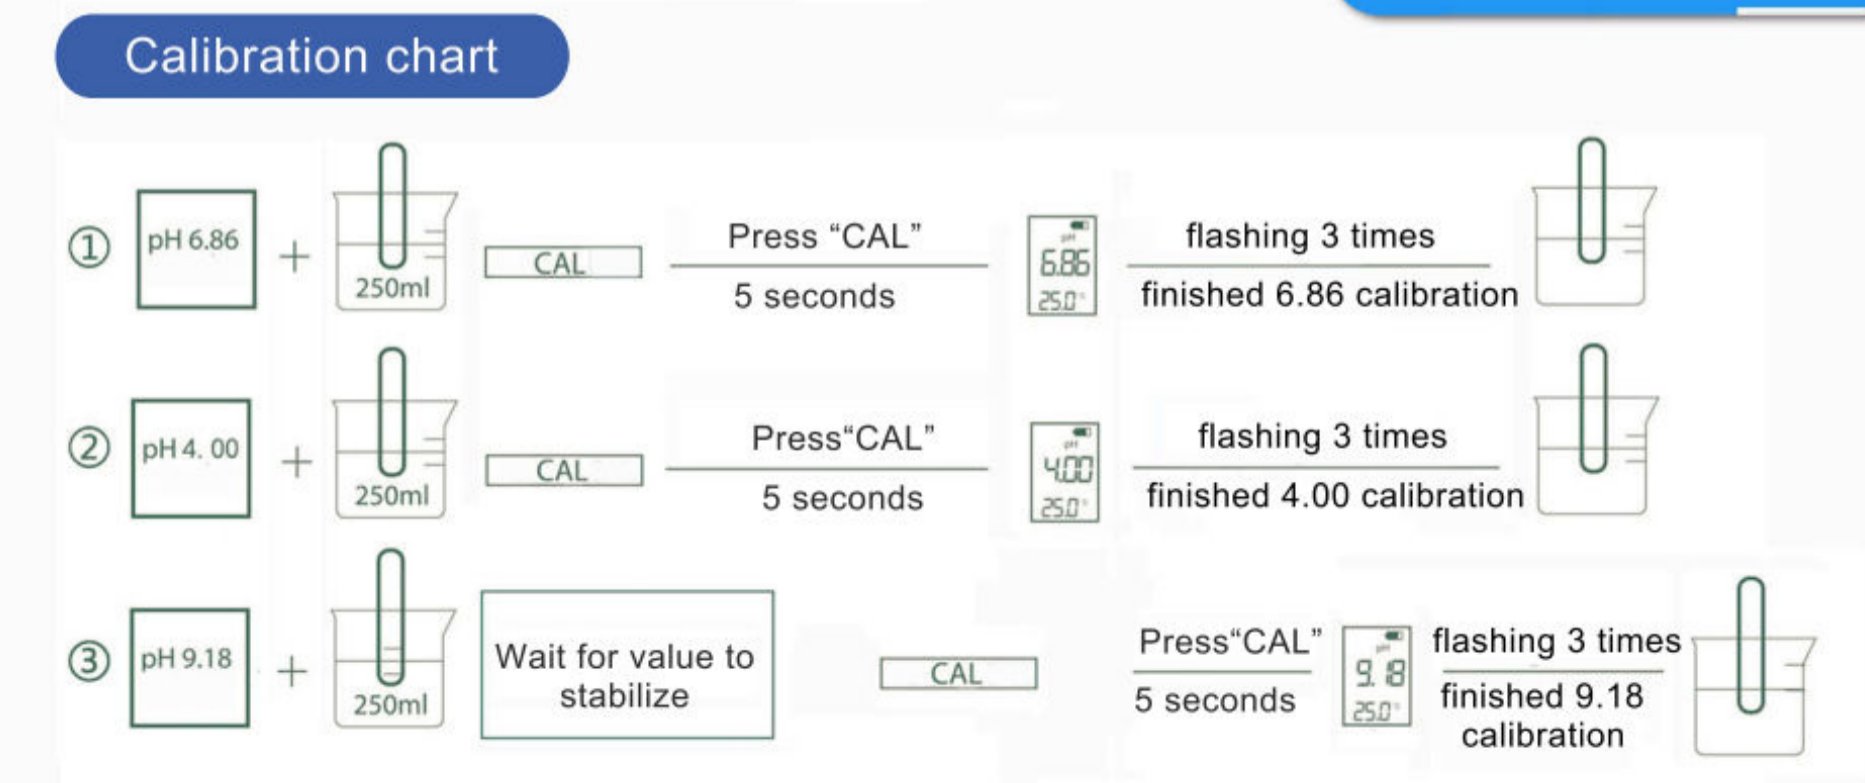 Calibration chart
① pH 6.86 + 250ml CAL Press “CAL” 5 seconds pH 6.86 25.0° flashing 3 times finished 6.86 calibration
② pH 4. 00 + 250ml CAL Press“CAL” 5 seconds pH 4.00 25.0° flashing 3 times finished 4.00 calibration
③ pH 9.18 + 250ml Wait for value to stabilize CAL Press“CAL” 5 seconds pH 9.18 25.0° flashing 3 times finished 9.18 calibration